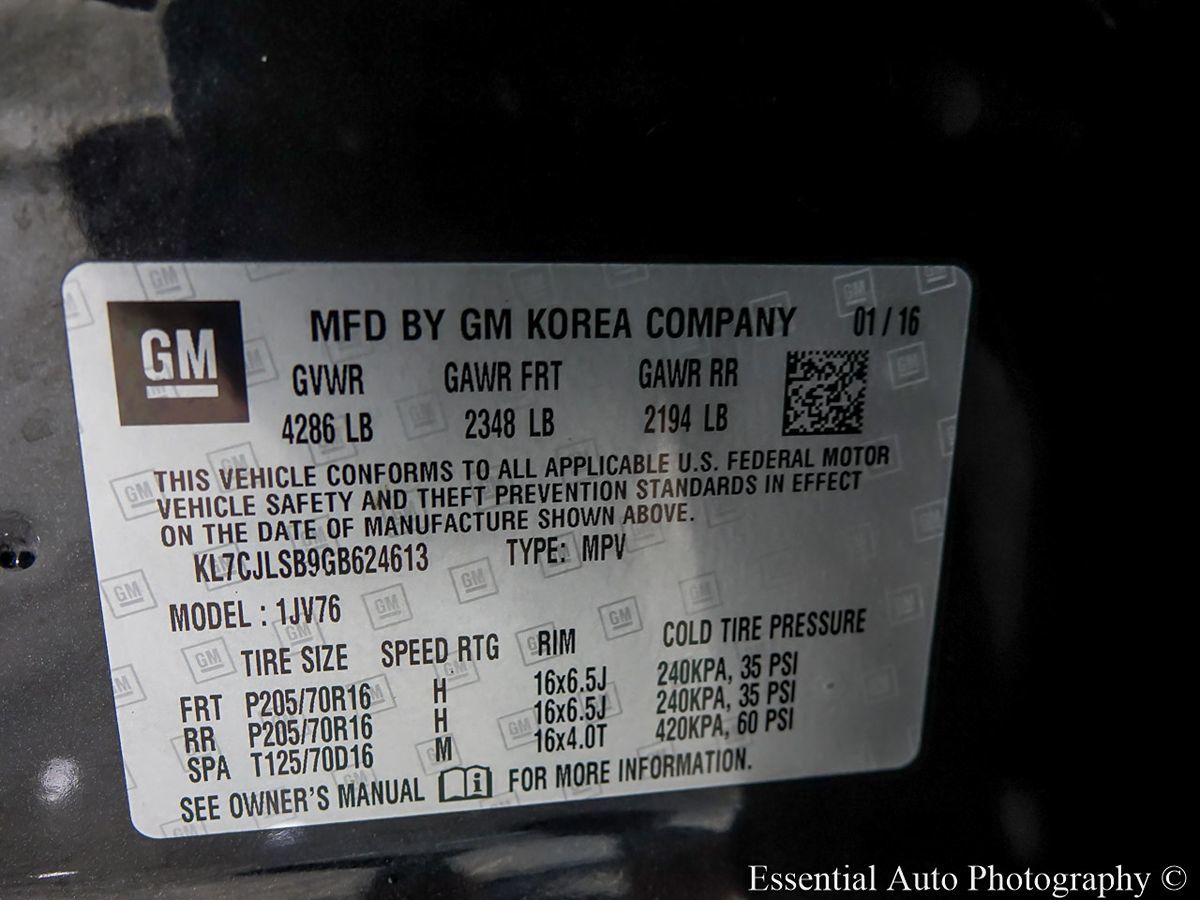 GM
MFD BY GM KOREA COMPANY 01 / 16
GVWR GAWR FRT GAWR RR
4286 LB 2348 LB 2194 LB
THIS VEHICLE CONFORMS TO ALL APPLICABLE U.S. FEDERAL MOTOR
VEHICLE SAFETY AND THEFT PREVENTION STANDARDS IN EFFECT
ON THE DATE OF MANUFACTURE SHOWN ABOVE.
KL7CJLSB9GB624613 TYPE: MPV
MODEL : 1JV76
TIRE SIZE SPEED RTG RIM COLD TIRE PRESSURE
FRT P205/70R16 H 16x6.5J 240KPA, 35 PSI
RR P205/70R16 H 16x6.5J 240KPA, 35 PSI
SPA T125/70D16 M 16x4.0T 420KPA, 60 PSI
SEE OWNER'S MANUAL i FOR MORE INFORMATION.
Essential Auto Photography ©